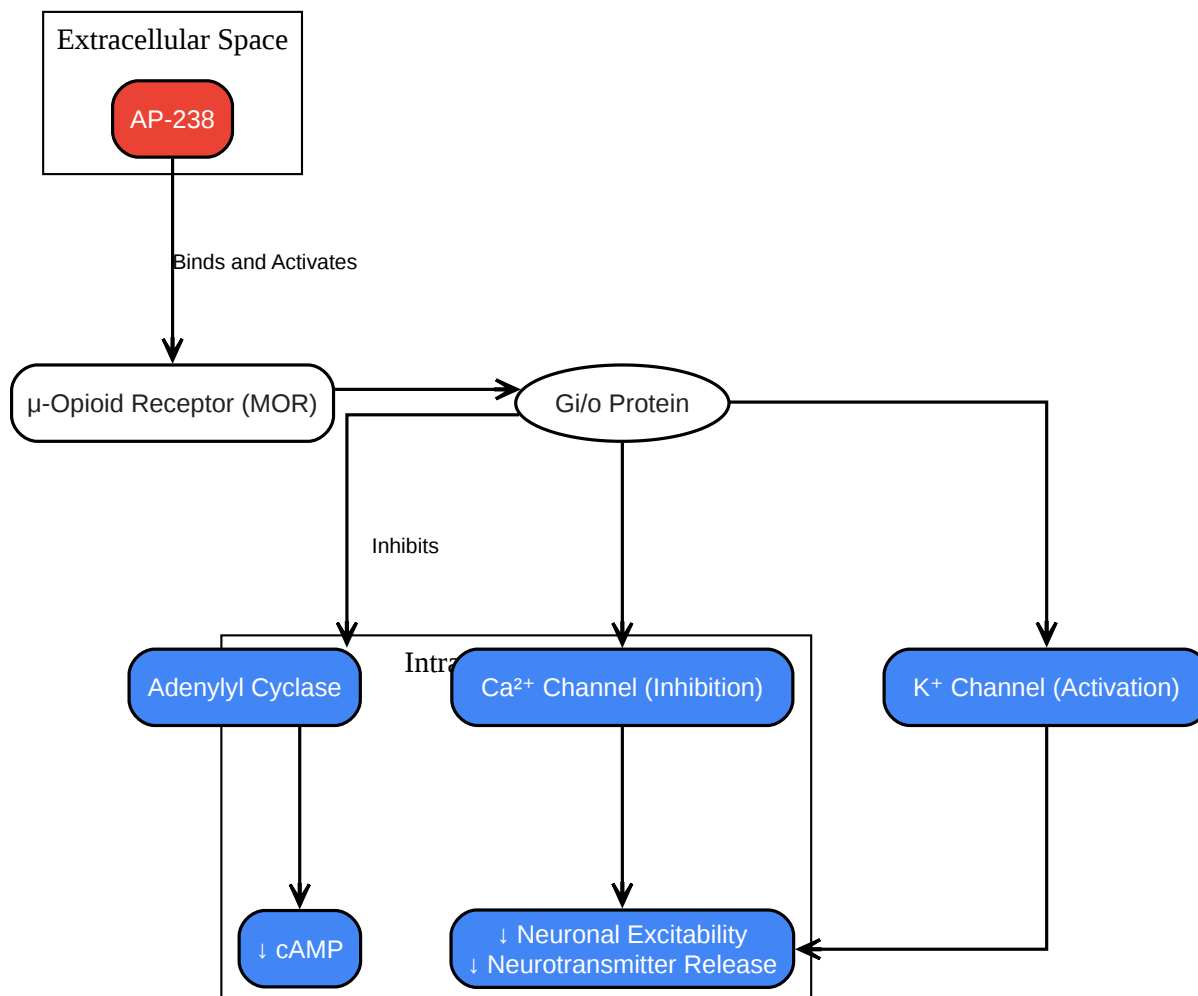 Extracellular Space
AP-238
Binds and Activates
μ-Opioid Receptor (MOR)
Gi/o Protein
Inhibits
Adenylyl Cyclase
Ca²⁺ Channel (Inhibition)
K⁺ Channel (Activation)
↓ cAMP
↓ Neuronal Excitability
↓ Neurotransmitter Release